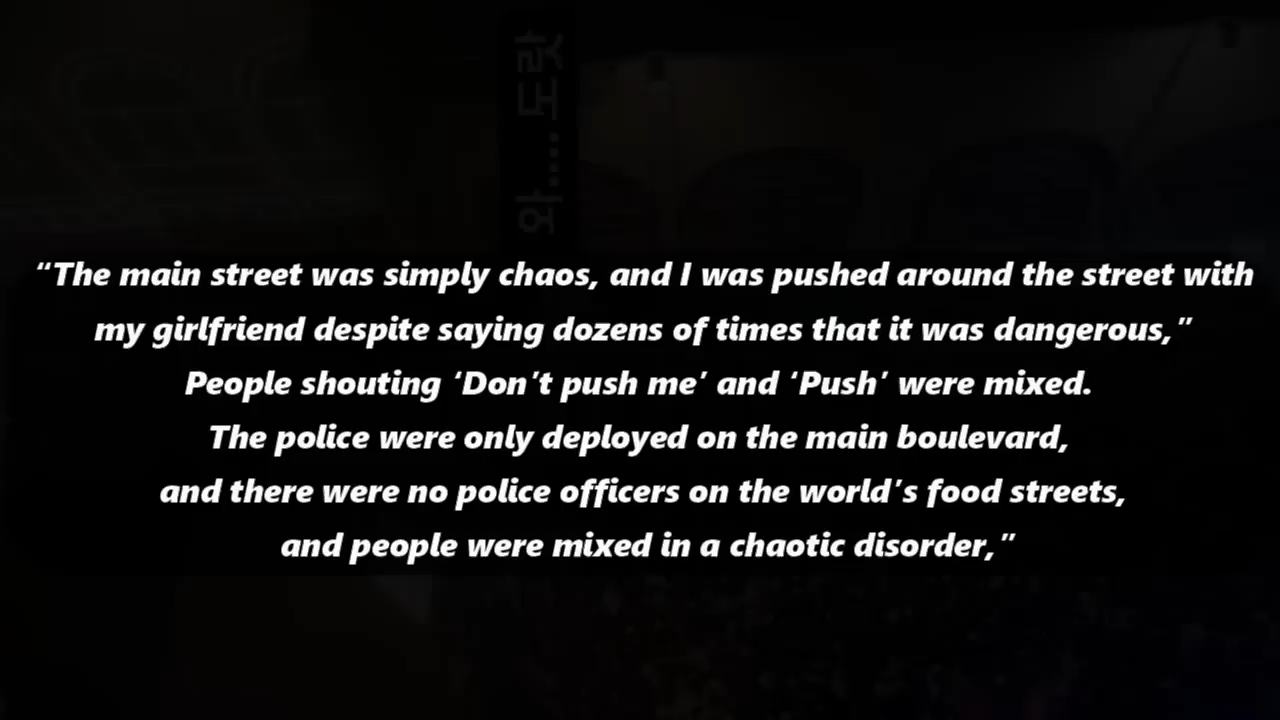 와.... 도랏
“The main street was simply chaos, and I was pushed around the street with
my girlfriend despite saying dozens of times that it was dangerous,”
People shouting ‘Don’t push me’ and ‘Push’ were mixed.
The police were only deployed on the main boulevard,
and there were no police officers on the world’s food streets,
and people were mixed in a chaotic disorder,”